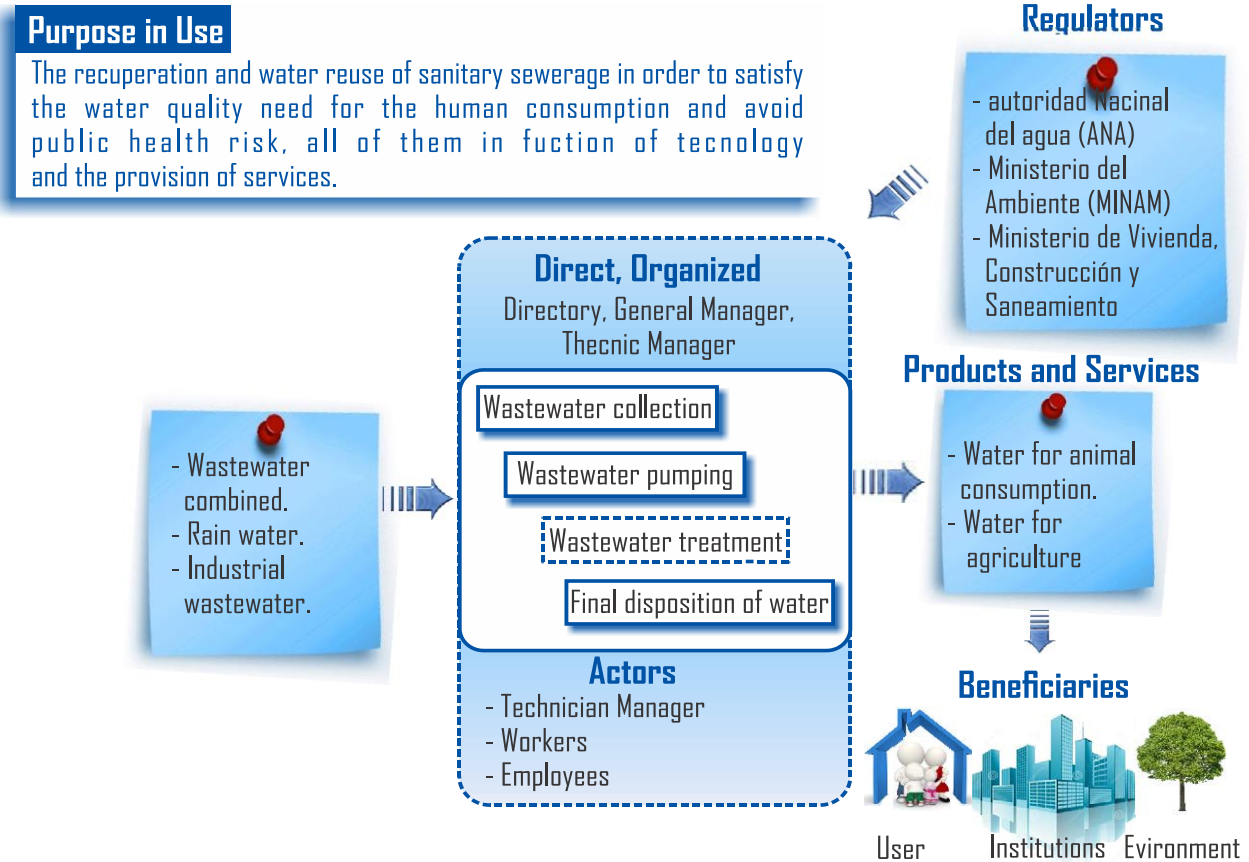 Purpose in Use
The recuperation and water reuse of sanitary sewerage in order to satisfy
the water quality need for the human consumption and avoid
public health risk, all of them in fuction of tecnology
and the provision of services.
Regulators
- autoridad Nacinal
del agua (ANA)
- Ministerio del
Ambiente (MINAM)
- Ministerio de Vivienda,
Construcción y
Saneamiento
Direct, Organized
Directory, General Manager,
Thecnic Manager
Wastewater collection
Wastewater pumping
Wastewater treatment
Final disposition of water
Actors
- Technician Manager
- Workers
- Employees
- Wastewater
combined.
- Rain water.
- Industrial
wastewater.
Products and Services
- Water for animal
consumption.
- Water for
agriculture
Beneficiaries
User
Institutions
Evironment